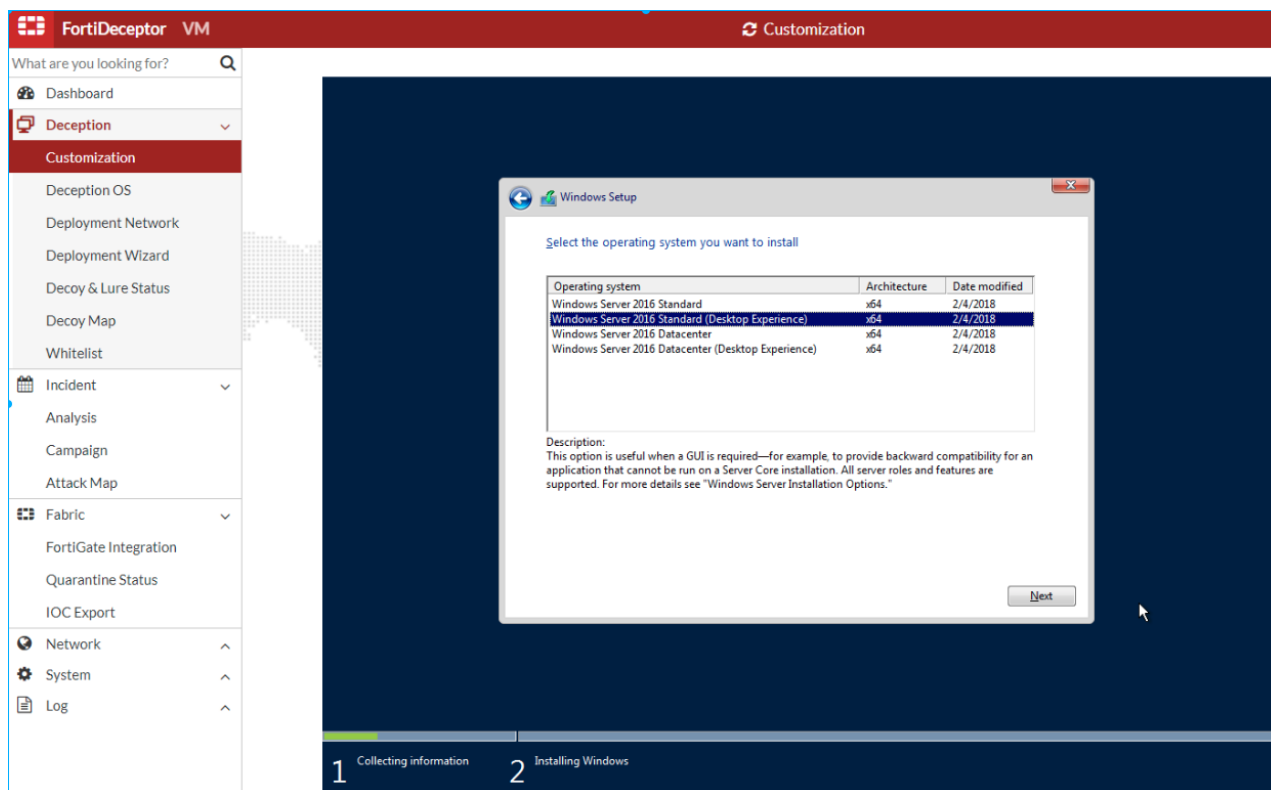 FortiDeceptor VM
Customization
What are you looking for?
Dashboard
Deception
Customization
Deception OS
Deployment Network
Deployment Wizard
Decoy & Lure Status
Decoy Map
Whitelist
Incident
Analysis
Campaign
Attack Map
Fabric
FortiGate Integration
Quarantine Status
IOC Export
Network
System
Log
Windows Setup
Select the operating system you want to install
Operating system Architecture Date modified
Windows Server 2016 Standard x64 2/4/2018
Windows Server 2016 Standard (Desktop Experience) x64 2/4/2018
Windows Server 2016 Datacenter x64 2/4/2018
Windows Server 2016 Datacenter (Desktop Experience) x64 2/4/2018
Description:
This option is useful when a GUI is required—for example, to provide backward compatibility for an
application that cannot be run on a Server Core installation. All server roles and features are
supported. For more details see "Windows Server Installation Options."
Next
1 Collecting information 2 Installing Windows